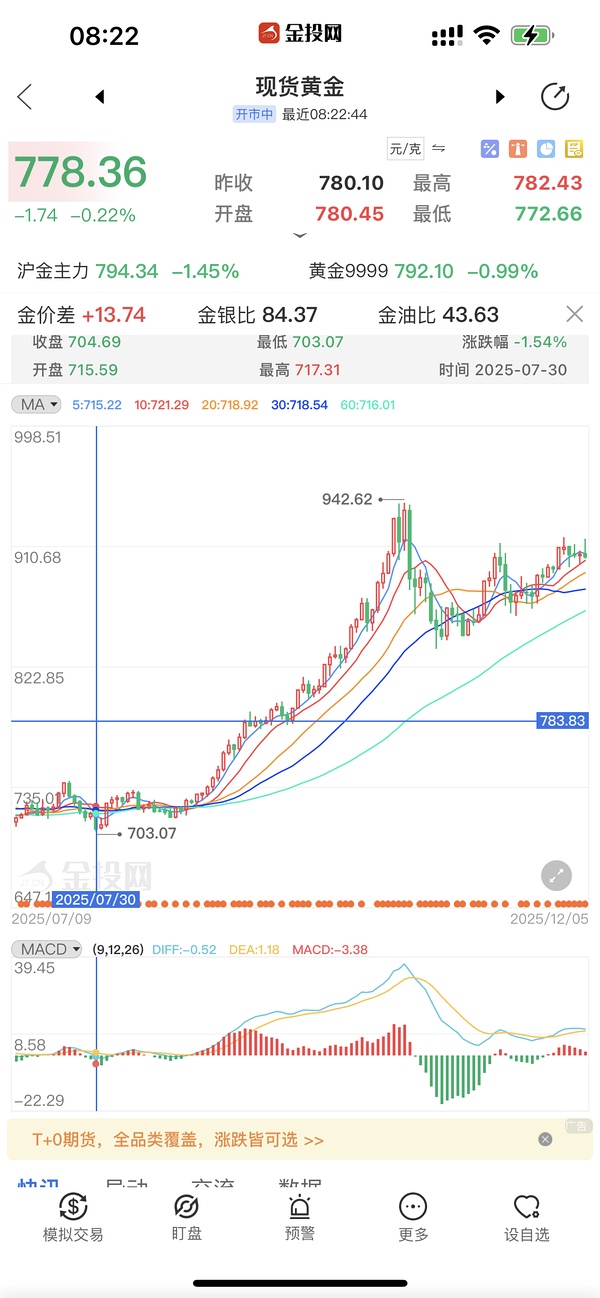 08:22 金投网
现货黄金
开市中 最近08:22:44
元/克
778.36
昨收 780.10 最高 782.43
-1.74 -0.22% 开盘 780.45 最低 772.66
沪金主力 794.34 -1.45% 黄金9999 792.10 -0.99%
金价差 +13.74 金银比 84.37 金油比 43.63
收盘 704.69 最低 703.07 涨跌幅 -1.54%
开盘 715.59 最高 717.31 时间 2025-07-30
MA 5:715.22 10:721.29 20:718.92 30:718.54 60:716.01
998.51
942.62
910.68
822.85
783.83
735.01
703.07
金投网
647.1 2025/07/30
2025/07/09 2025/12/05
MACD (9,12,26) DIFF:-0.52 DEA:1.18 MACD:-3.38
39.45
8.58
-22.29
广告
T+0期货，全品类覆盖，涨跌皆可选 >>
快讯 异动 交流 数据
模拟交易 盯盘 预警 更多 设自选